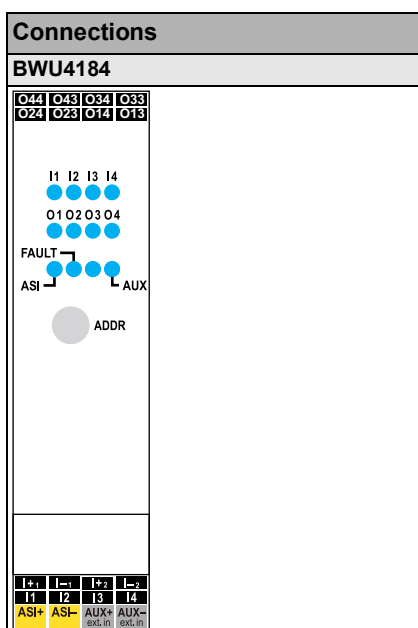 Connections
BWU4184
O44 O43 O34 O33
O24 O23 O14 O13
I1 I2 I3 I4
O1 O2 O3 O4
FAULT
ASI AUX
ADDR
I+1 I–1 I+2 I–2
I1 I2 I3 I4
ASI+ ASI– AUX+ AUX–
ext. in ext. in